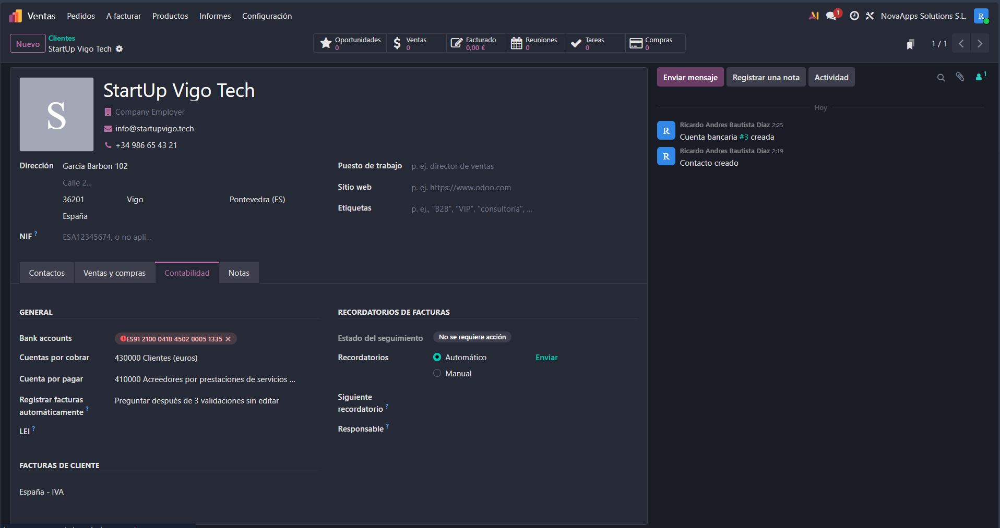 Ventas Pedidos A facturar Productos Informes Configuración
AI 1 NovaApps Solutions S.L. R
Nuevo
Clientes
StartUp Vigo Tech
Oportunidades
0
Ventas
0
Facturado
0,00 €
Reuniones
0
Tareas
0
Compras
0
1 / 1
S
StartUp Vigo Tech
Company Employer
info@startupvigo.tech
+34 986 65 43 21
Dirección Garcia Barbon 102
Calle 2...
36201 Vigo Pontevedra (ES)
España
NIF ? ESA12345674, o no apli...
Puesto de trabajo p. ej. director de ventas
Sitio web p. ej. https://www.odoo.com
Etiquetas p. ej., "B2B", "VIP", "consultoría", ...
Contactos Ventas y compras Contabilidad Notas
GENERAL
Bank accounts ES91 2100 0418 4502 0005 1335
Cuentas por cobrar 430000 Clientes (euros)
Cuenta por pagar 410000 Acreedores por prestaciones de servicios ...
Registrar facturas
automáticamente ? Preguntar después de 3 validaciones sin editar
LEI ?
RECORDATORIOS DE FACTURAS
Estado del seguimiento No se requiere acción
Recordatorios Automático Enviar
Manual
Siguiente
recordatorio ?
Responsable ?
FACTURAS DE CLIENTE
España - IVA
Enviar mensaje Registrar una nota Actividad 1
Hoy
R
Ricardo Andres Bautista Diaz 2:25
Cuenta bancaria #3 creada
R
Ricardo Andres Bautista Diaz 2:19
Contacto creado